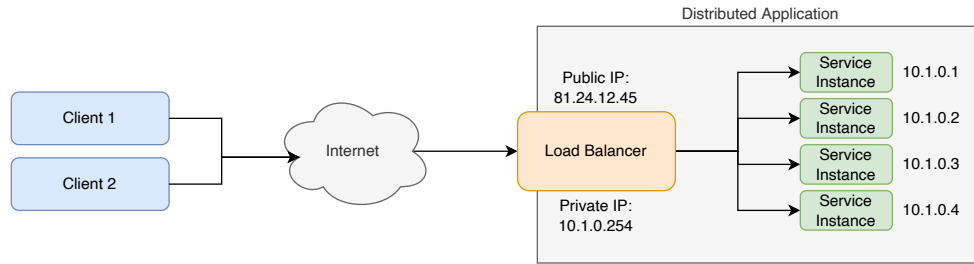 Distributed Application
Client 1
Client 2
Internet
Public IP:
81.24.12.45
Load Balancer
Private IP:
10.1.0.254
Service
Instance
10.1.0.1
Service
Instance
10.1.0.2
Service
Instance
10.1.0.3
Service
Instance
10.1.0.4